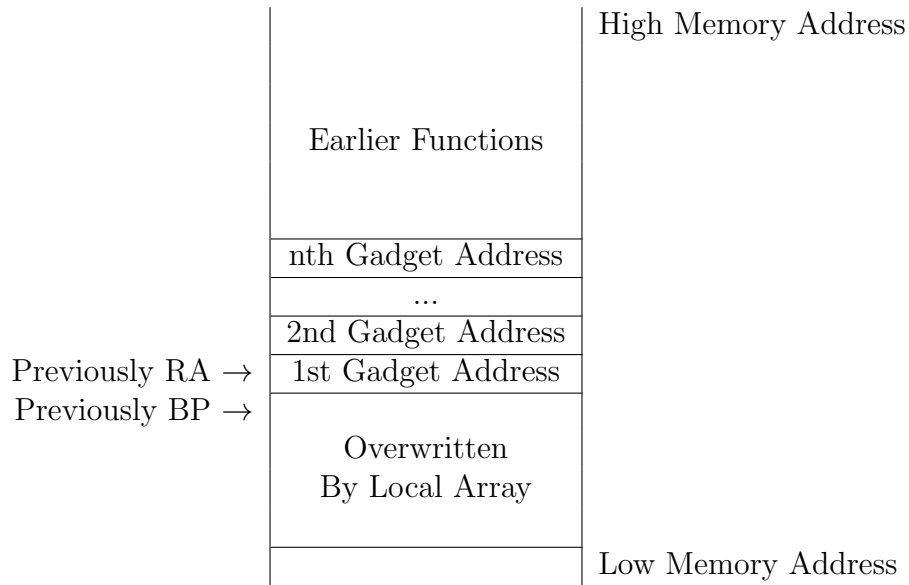 High Memory Address
Earlier Functions
nth Gadget Address
...
2nd Gadget Address
Previously RA → 1st Gadget Address
Previously BP →
Overwritten
By Local Array
Low Memory Address